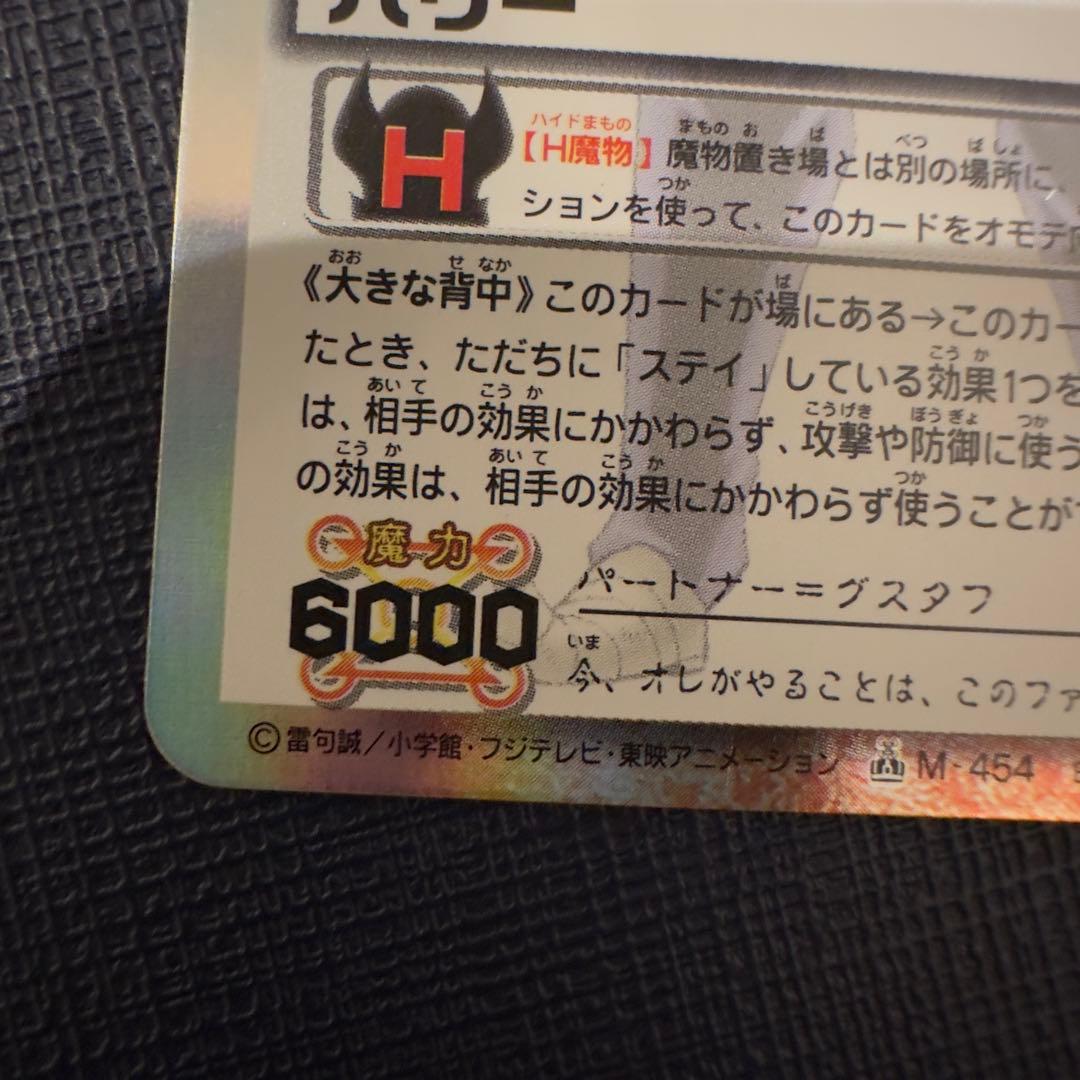 バリー
H
【H魔物】魔物置き場とは別の場所に、
ションを使って、このカードをオモテ
《大きな背中》このカードが場にある→このカー
たとき、ただちに「ステイ」している効果1つを
は、相手の効果にかかわらず、攻撃や防御に使う
の効果は、相手の効果にかかわらず使うことが
魔力
6000
パートナー=グスタフ
今、オレがやることは、このファ
©雷句誠／小学館・フジテレビ・東映アニメーション M-454